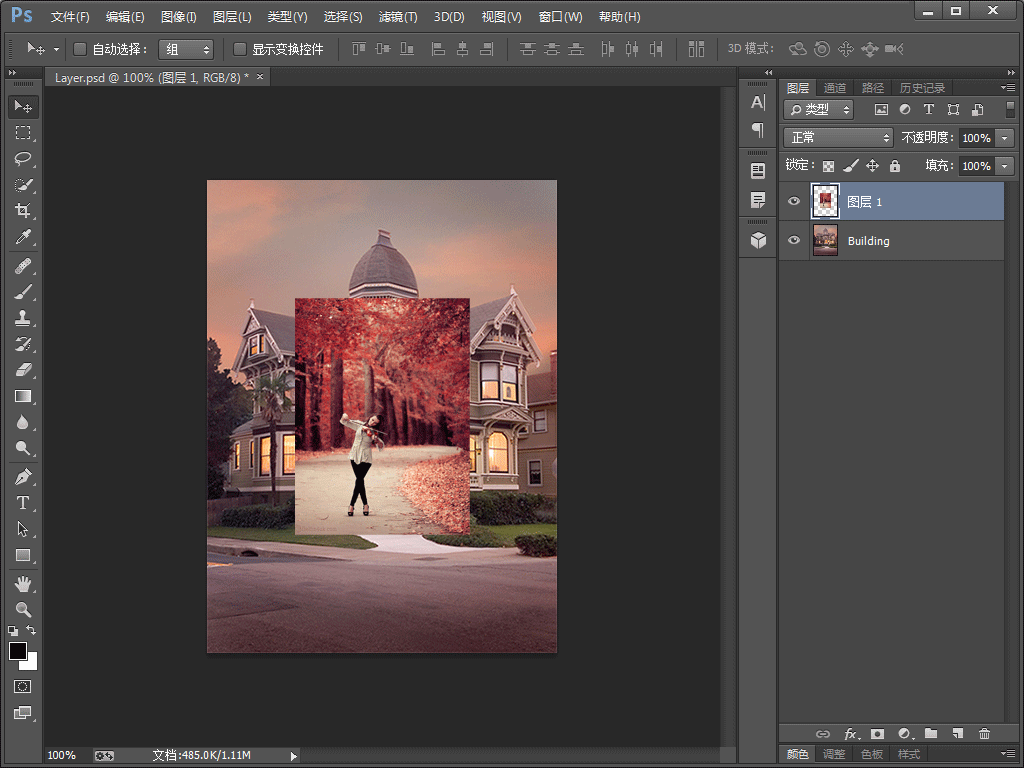 Ps 文件(F) 编辑(E) 图像(I) 图层(L) 类型(Y) 选择(S) 滤镜(T) 3D(D) 视图(V) 窗口(W) 帮助(H)
自动选择： 组 显示变换控件 3D 模式：
Layer.psd @ 100% (图层 1, RGB/8) * ×
图层 通道 路径 历史记录
类型
正常 不透明度： 100%
锁定： 填充： 100%
图层 1
Building
100% 文档:485.0K/1.11M
颜色 调整 色板 样式